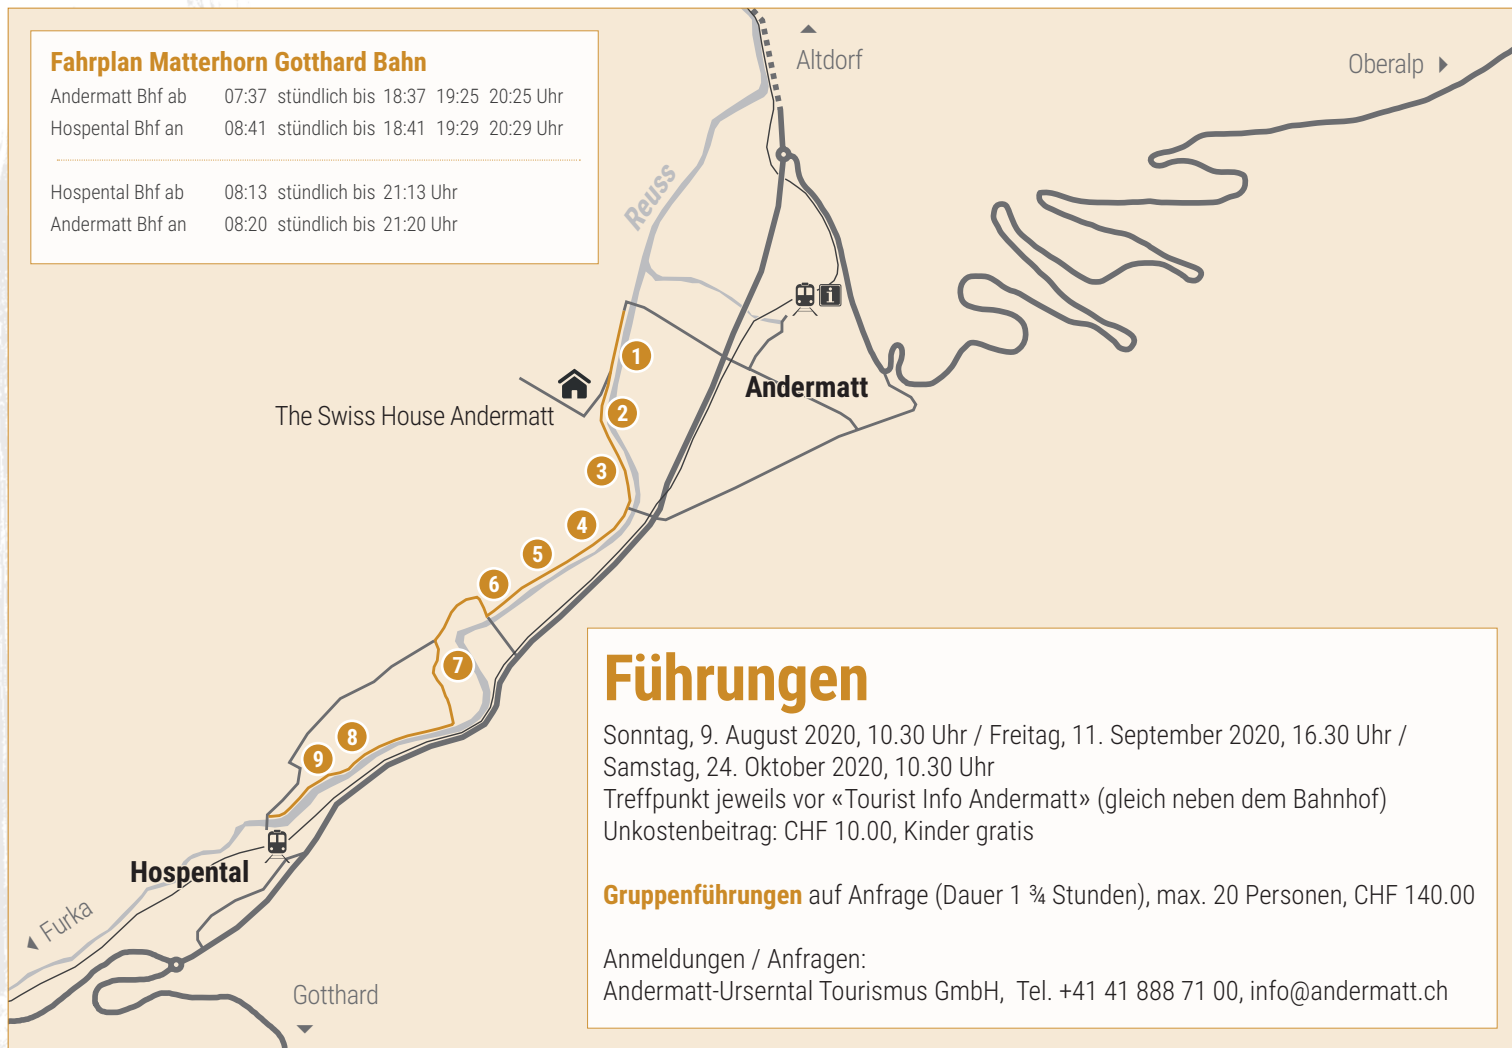 Fahrplan Matterhorn Gotthard Bahn
Andermatt Bhf ab 07:37 stündlich bis 18:37 19:25 20:25 Uhr
Hospental Bhf an 08:41 stündlich bis 18:41 19:29 20:29 Uhr
Hospental Bhf ab 08:13 stündlich bis 21:13 Uhr
Andermatt Bhf an 08:20 stündlich bis 21:20 Uhr
Altdorf
Oberalp
Reuss
i
1
Andermatt
The Swiss House Andermatt
2
3
4
5
6
7
8
9
Hospental
Furka
Gotthard
Führungen
Sonntag, 9. August 2020, 10.30 Uhr / Freitag, 11. September 2020, 16.30 Uhr /
Samstag, 24. Oktober 2020, 10.30 Uhr
Treffpunkt jeweils vor «Tourist Info Andermatt» (gleich neben dem Bahnhof)
Unkostenbeitrag: CHF 10.00, Kinder gratis
Gruppenführungen auf Anfrage (Dauer 1 ¾ Stunden), max. 20 Personen, CHF 140.00
Anmeldungen / Anfragen:
Andermatt-Urserntal Tourismus GmbH, Tel. +41 41 888 71 00, info@andermatt.ch